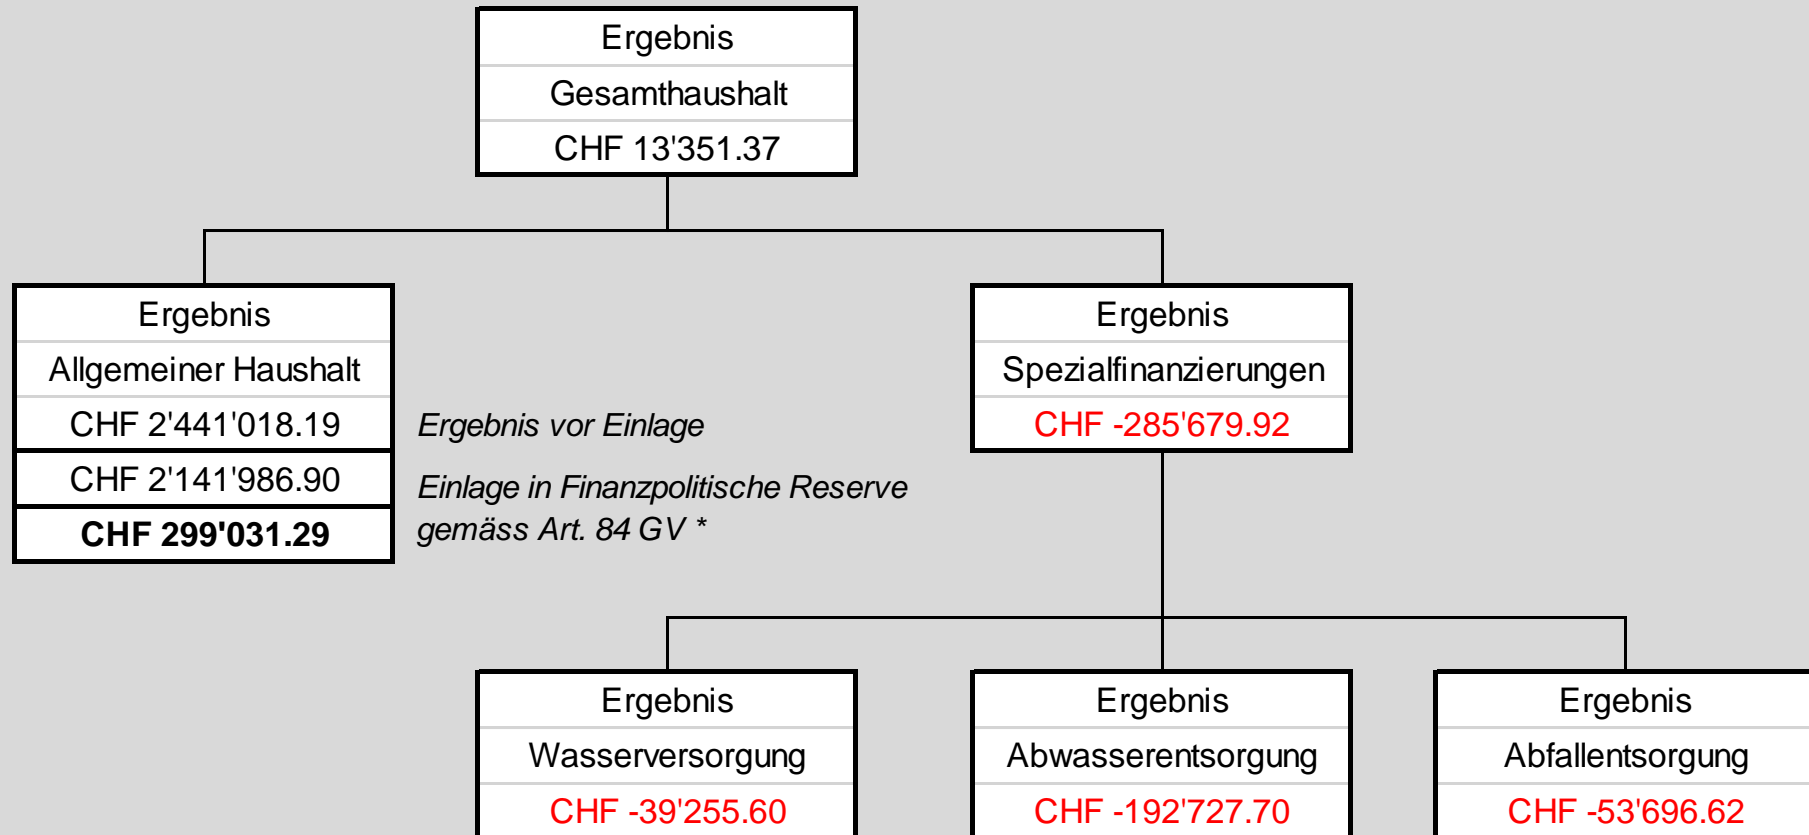 Ergebnis
Gesamthaushalt
CHF 13'351.37
Ergebnis
Allgemeiner Haushalt
CHF 2'441'018.19
Ergebnis vor Einlage
CHF 2'141'986.90
Einlage in Finanzpolitische Reserve
gemäss Art. 84 GV *
CHF 299'031.29
Ergebnis
Spezialfinanzierungen
CHF -285'679.92
Ergebnis
Wasserversorgung
CHF -39'255.60
Ergebnis
Abwasserentsorgung
CHF -192'727.70
Ergebnis
Abfallentsorgung
CHF -53'696.62